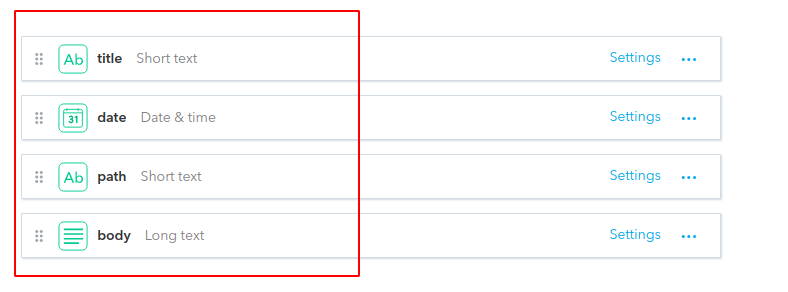 Ab title Short text Settings ...
31 date Date & time Settings ...
Ab path Short text Settings ...
body Long text Settings ...